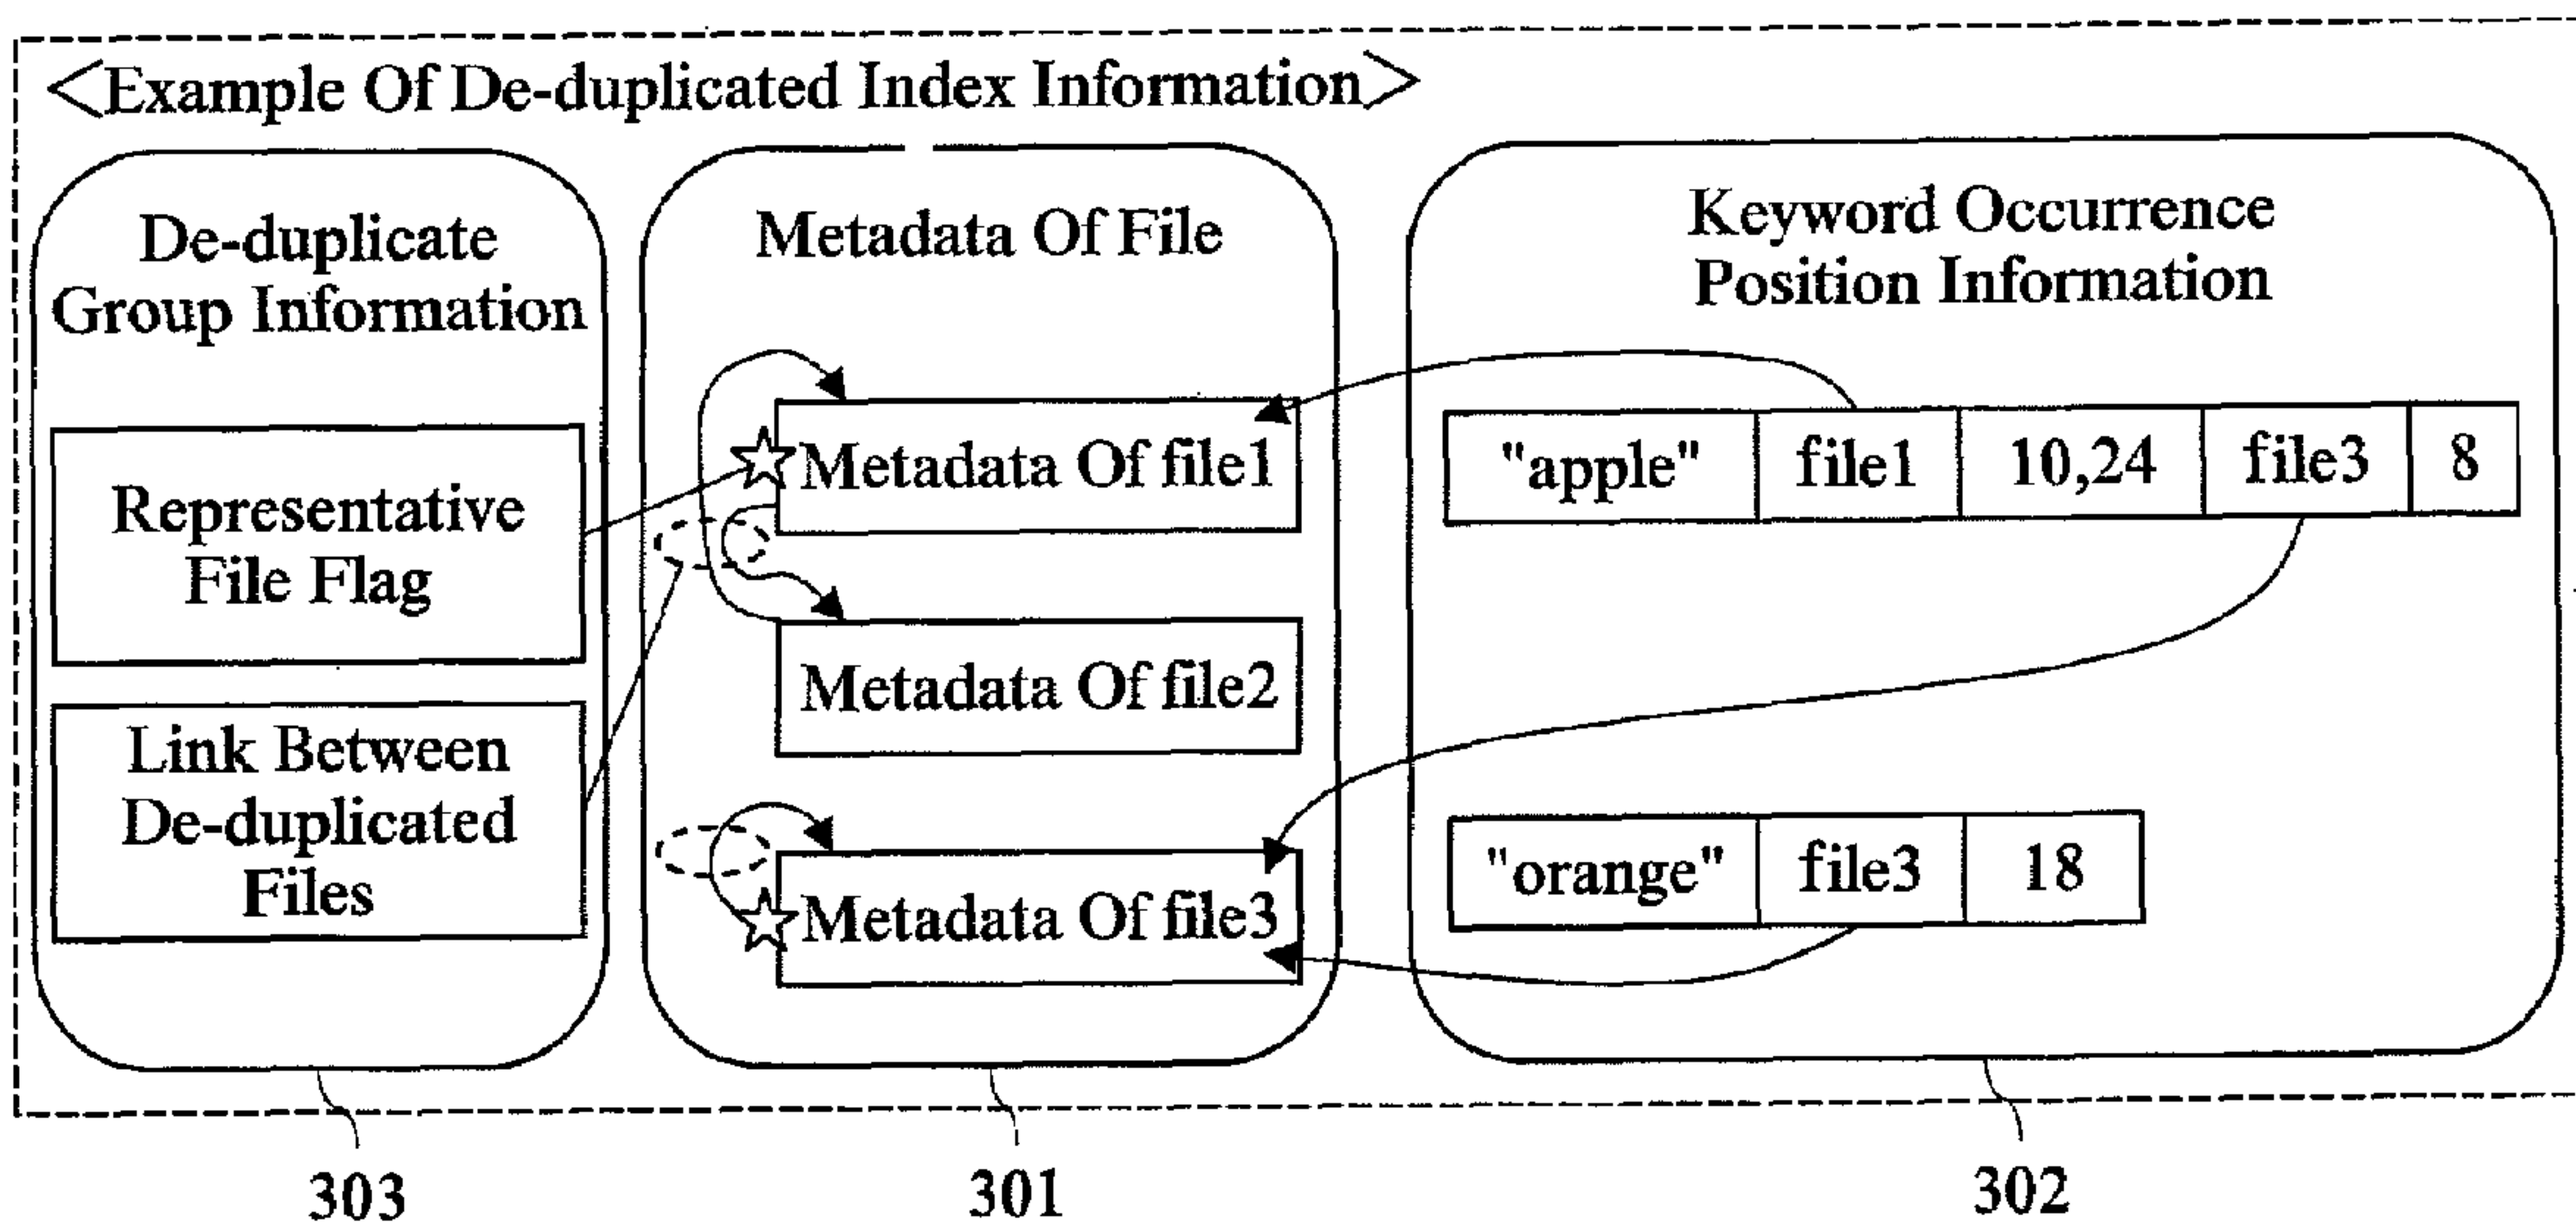 <Example Of De-duplicated Index Information>
De-duplicate
Group Information
Representative
File Flag
Link Between
De-duplicated
Files
Metadata Of File
Metadata Of file1
Metadata Of file2
Metadata Of file3
Keyword Occurrence
Position Information
"apple" file1 10,24 file3 8
"orange" file3 18
303 301 302